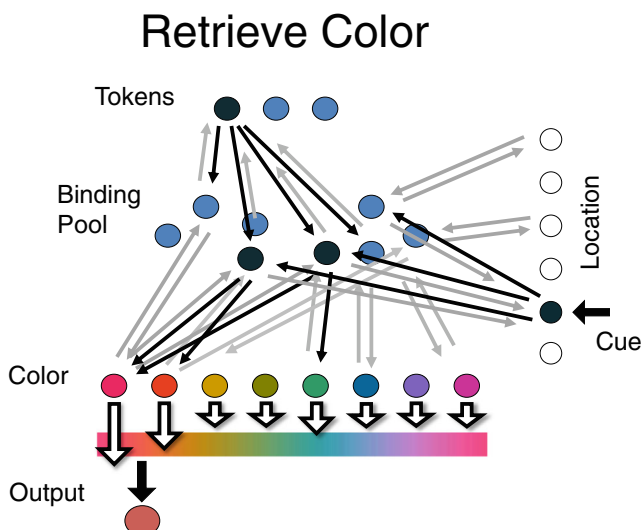 Retrieve Color
Tokens
Binding
Pool
Location
Cue
Color
Output